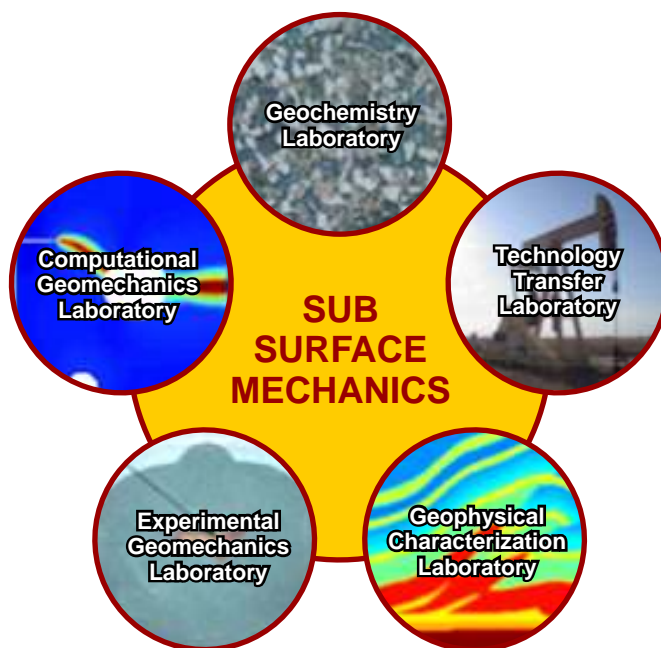 Geochemistry
Laboratory
Computational
Geomechanics
Laboratory
Technology
Transfer
Laboratory
SUB
SURFACE
MECHANICS
Experimental
Geomechanics
Laboratory
Geophysical
Characterization
Laboratory